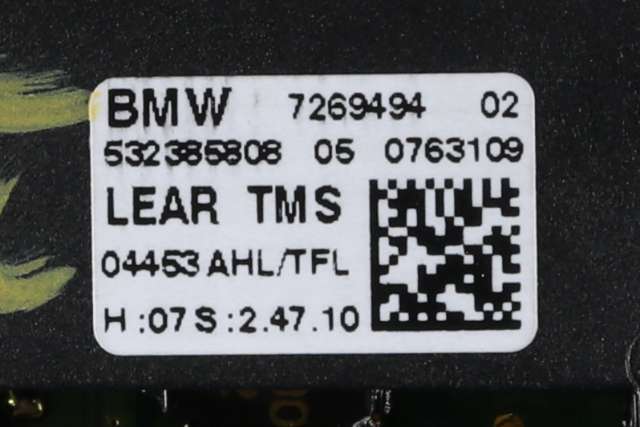 BMW 7269494 02
532385808 05 0763109
LEAR TMS
04453 AHL/TFL
H :07 S :2.47.10